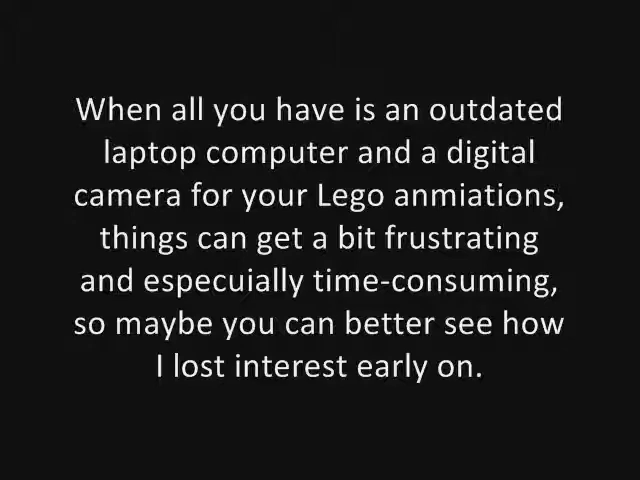 When all you have is an outdated
laptop computer and a digital
camera for your Lego anmiations,
things can get a bit frustrating
and especuially time-consuming,
so maybe you can better see how
I lost interest early on.